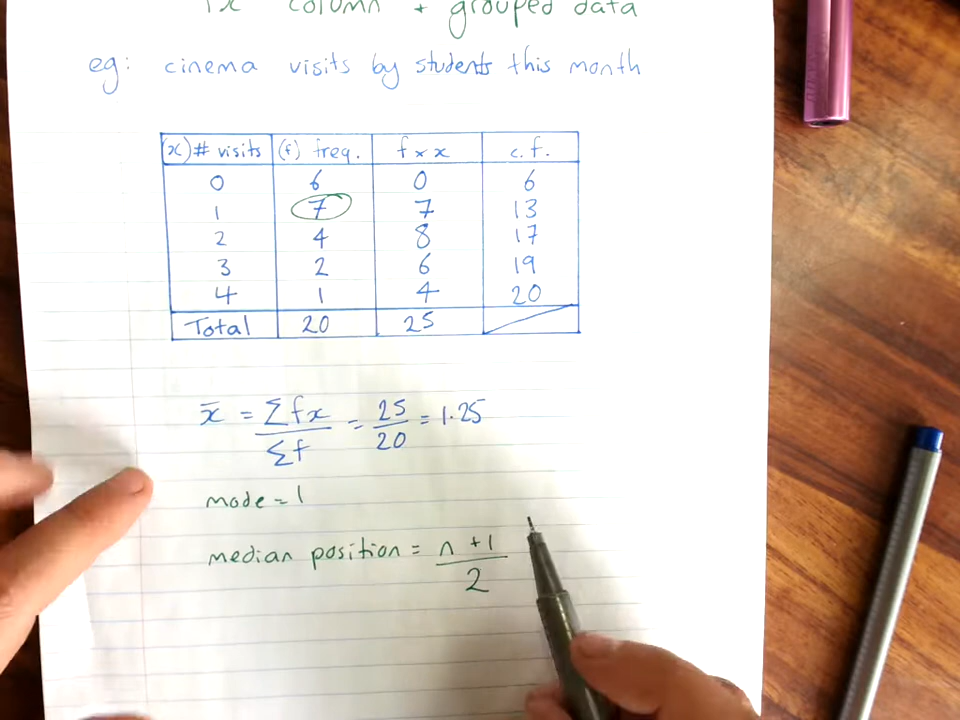 fx column + grouped data
eg: cinema visits by students this month
(x) # visits (f) freq. f × x c.f.
0 6 0 6
1 7 7 13
2 4 8 17
3 2 6 19
4 1 4 20
Total 20 25
x̄ = Σfx / Σf = 25 / 20 = 1.25
mode = 1
median position = n + 1 / 2